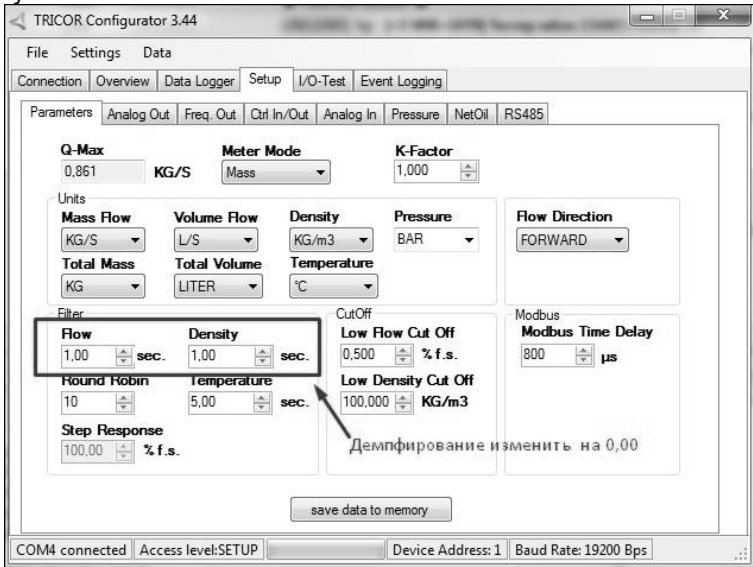 TRICOR Configurator 3.44
File Settings Data
Connection Overview Data Logger Setup I/O-Test Event Logging
Parameters Analog Out Freq. Out Ctrl In/Out Analog In Pressure NetOil RS485
Q-Max Meter Mode K-Factor
0,861 KG/S Mass 1,000
Units
Mass Flow Volume Flow Density Pressure Flow Direction
KG/S L/S KG/m3 BAR FORWARD
Total Mass Total Volume Temperature
KG LITER °C
Filter CutOff Modbus
Flow Density Low Flow Cut Off Modbus Time Delay
1,00 sec. 1,00 sec. 0,500 % f.s. 800 µs
Round Robin Temperature Low Density Cut Off
10 5,00 sec. 100,000 KG/m3
Step Response
100,00 % f.s.
Демпфирование изменить на 0,00
save data to memory
COM4 connected Access level:SETUP Device Address: 1 Baud Rate: 19200 Bps